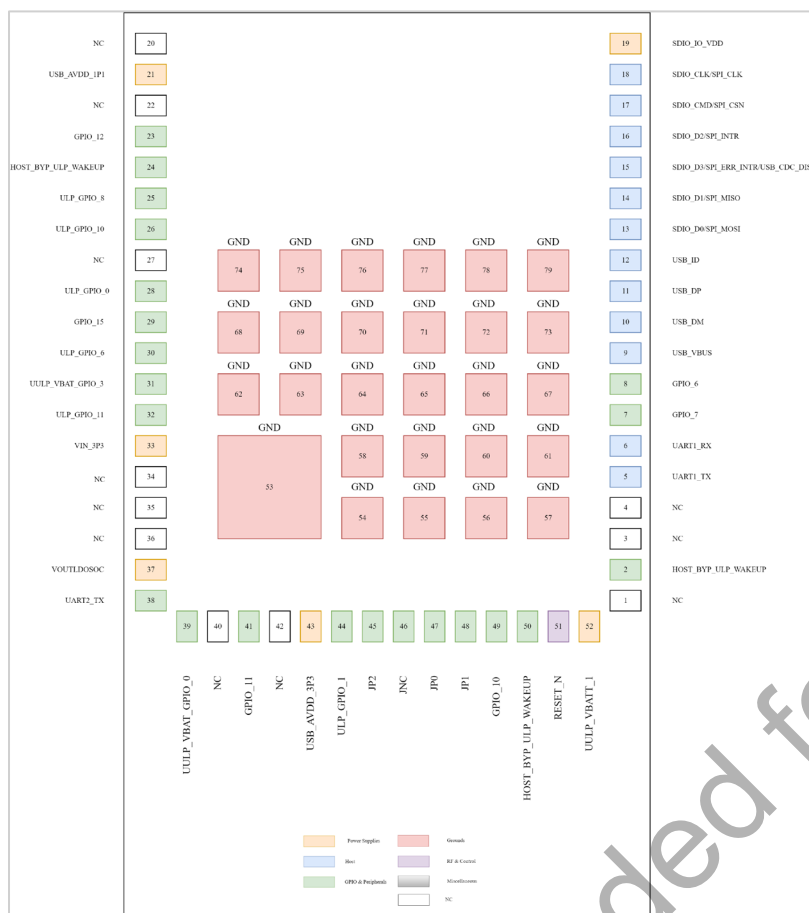 NC 20
USB_AVDD_1P1 21
NC 22
GPIO_12 23
HOST_BYP_ULP_WAKEUP 24
ULP_GPIO_8 25
ULP_GPIO_10 26
NC 27
ULP_GPIO_0 28
GPIO_15 29
ULP_GPIO_6 30
UULP_VBAT_GPIO_3 31
ULP_GPIO_11 32
VIN_3P3 33
NC 34
NC 35
NC 36
VOUTLDOSOC 37
UART2_TX 38
GND GND GND GND GND GND
74 75 76 77 78 79
GND GND GND GND GND GND
68 69 70 71 72 73
GND GND GND GND GND GND
62 63 64 65 66 67
GND GND GND GND GND
58 59 60 61
53
GND GND GND GND
54 55 56 57
19 SDIO_IO_VDD
18 SDIO_CLK/SPI_CLK
17 SDIO_CMD/SPI_CSN
16 SDIO_D2/SPI_INTR
15 SDIO_D3/SPI_ERR_INTR/USB_CDC_DIS
14 SDIO_D1/SPI_MISO
13 SDIO_D0/SPI_MOSI
12 USB_ID
11 USB_DP
10 USB_DM
9 USB_VBUS
8 GPIO_6
7 GPIO_7
6 UART1_RX
5 UART1_TX
4 NC
3 NC
2 HOST_BYP_ULP_WAKEUP
1 NC
39 40 41 42 43 44 45 46 47 48 49 50 51 52
UULP_VBAT_GPIO_0
NC
GPIO_11
NC
USB_AVDD_3P3
ULP_GPIO_1
JP2
JNC
JP0
JP1
GPIO_10
HOST_BYP_ULP_WAKEUP
RESET_N
UULP_VBATT_1
Power Supplies
Host
GPIO & Peripherals
Grounds
RF & Control
Miscellaneous
NC
ded fo